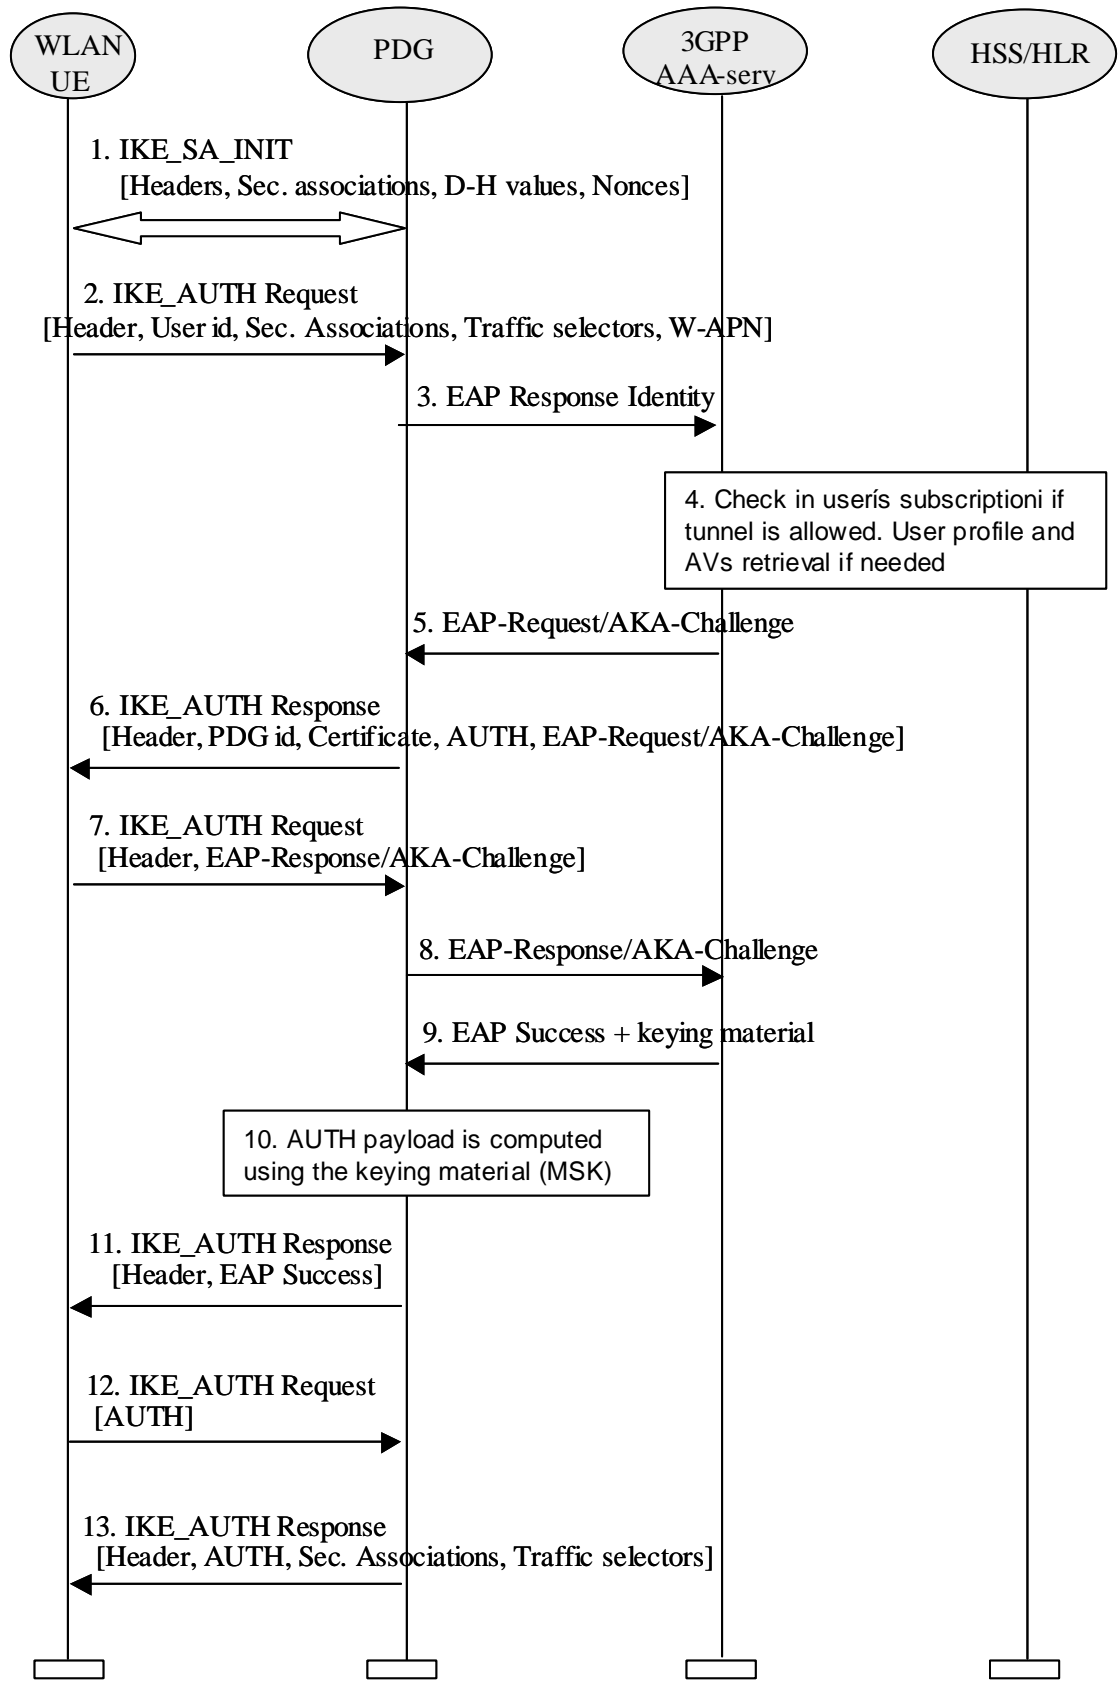 WLAN
UE
PDG
3GPP
AAA-serv
HSS/HLR
1. IKE_SA_INIT
[Headers, Sec. associations, D-H values, Nonces]
2. IKE_AUTH Request
[Header, User id, Sec. Associations, Traffic selectors, W-APN]
3. EAP Response Identity
4. Check in userís subscriptioni if
tunnel is allowed. User profile and
AVs retrieval if needed
5. EAP-Request/AKA-Challenge
6. IKE_AUTH Response
[Header, PDG id, Certificate, AUTH, EAP-Request/AKA-Challenge]
7. IKE_AUTH Request
[Header, EAP-Response/AKA-Challenge]
8. EAP-Response/AKA-Challenge
9. EAP Success + keying material
10. AUTH payload is computed
using the keying material (MSK)
11. IKE_AUTH Response
[Header, EAP Success]
12. IKE_AUTH Request
[AUTH]
13. IKE_AUTH Response
[Header, AUTH, Sec. Associations, Traffic selectors]